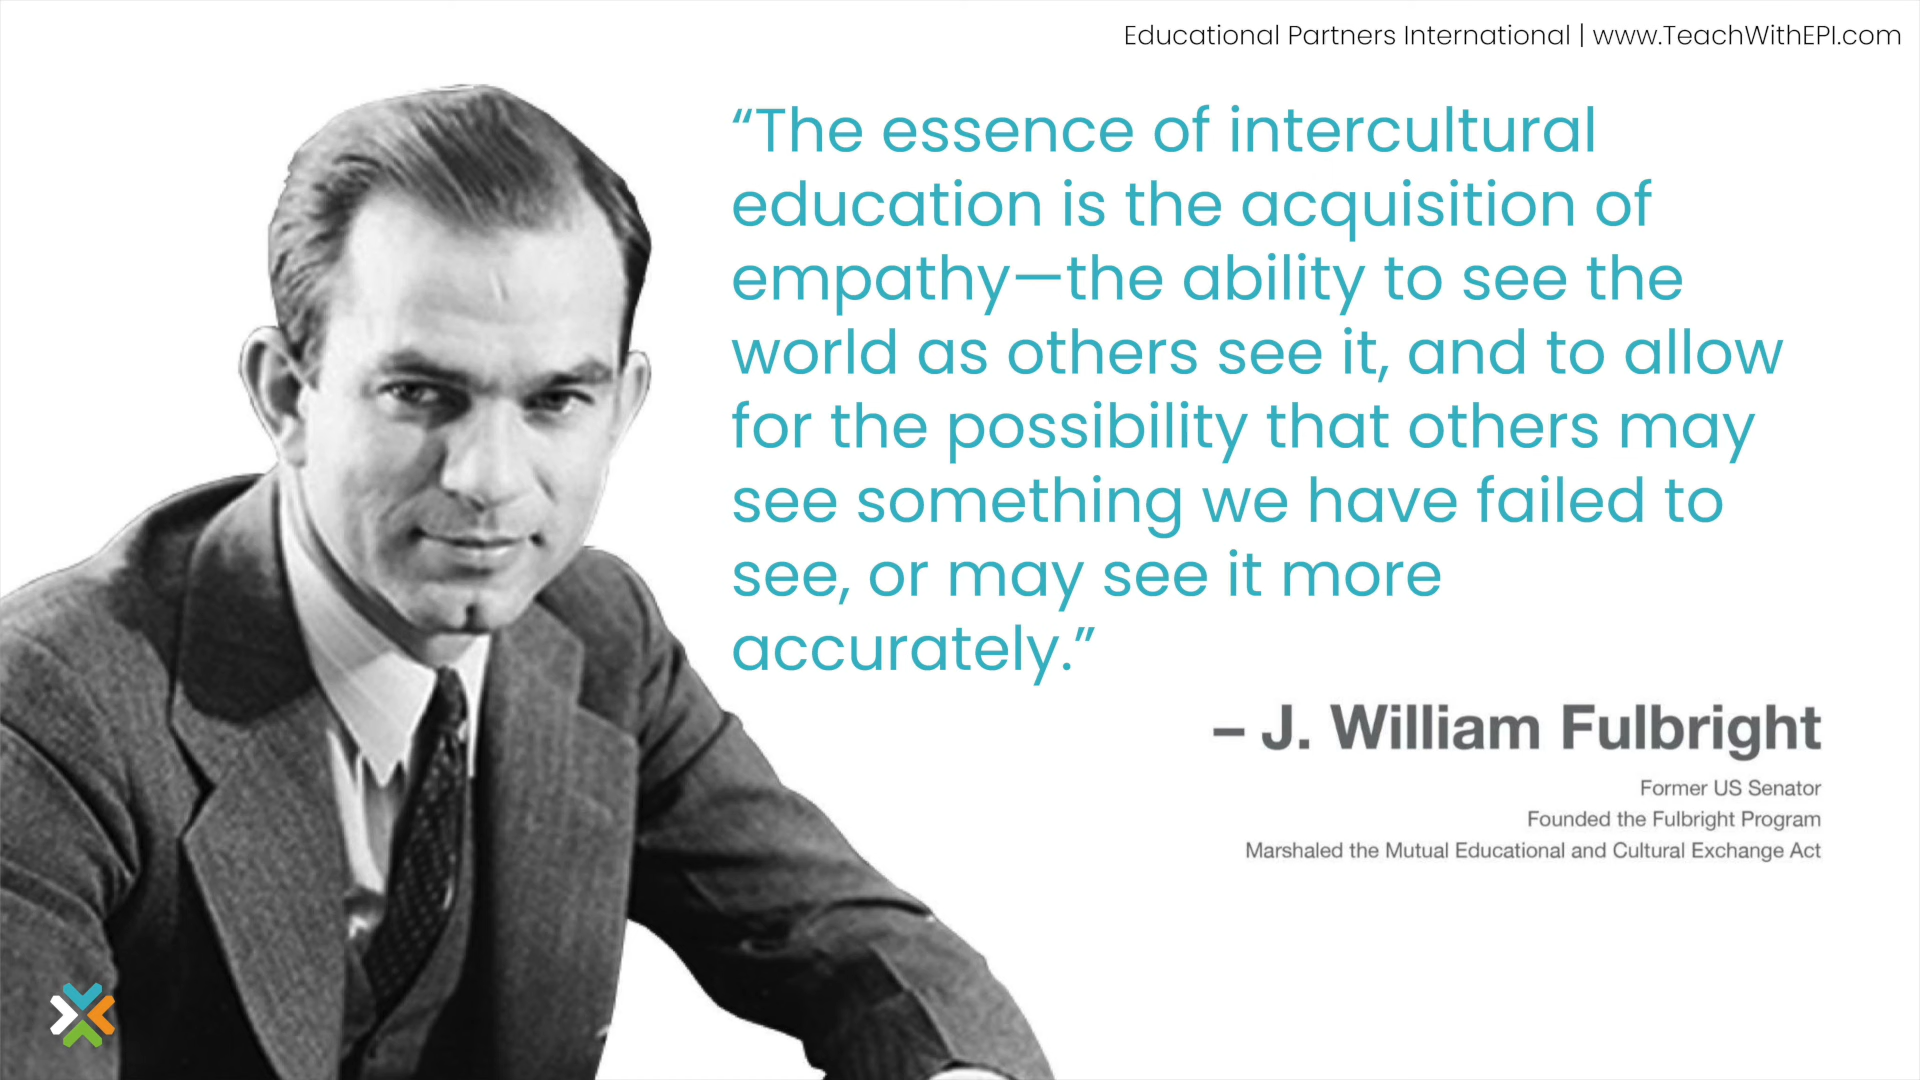 Educational Partners International | www.TeachWithEPI.com
“The essence of intercultural
education is the acquisition of
empathy—the ability to see the
world as others see it, and to allow
for the possibility that others may
see something we have failed to
see, or may see it more
accurately.”
– J. William Fulbright
Former US Senator
Founded the Fulbright Program
Marshaled the Mutual Educational and Cultural Exchange Act